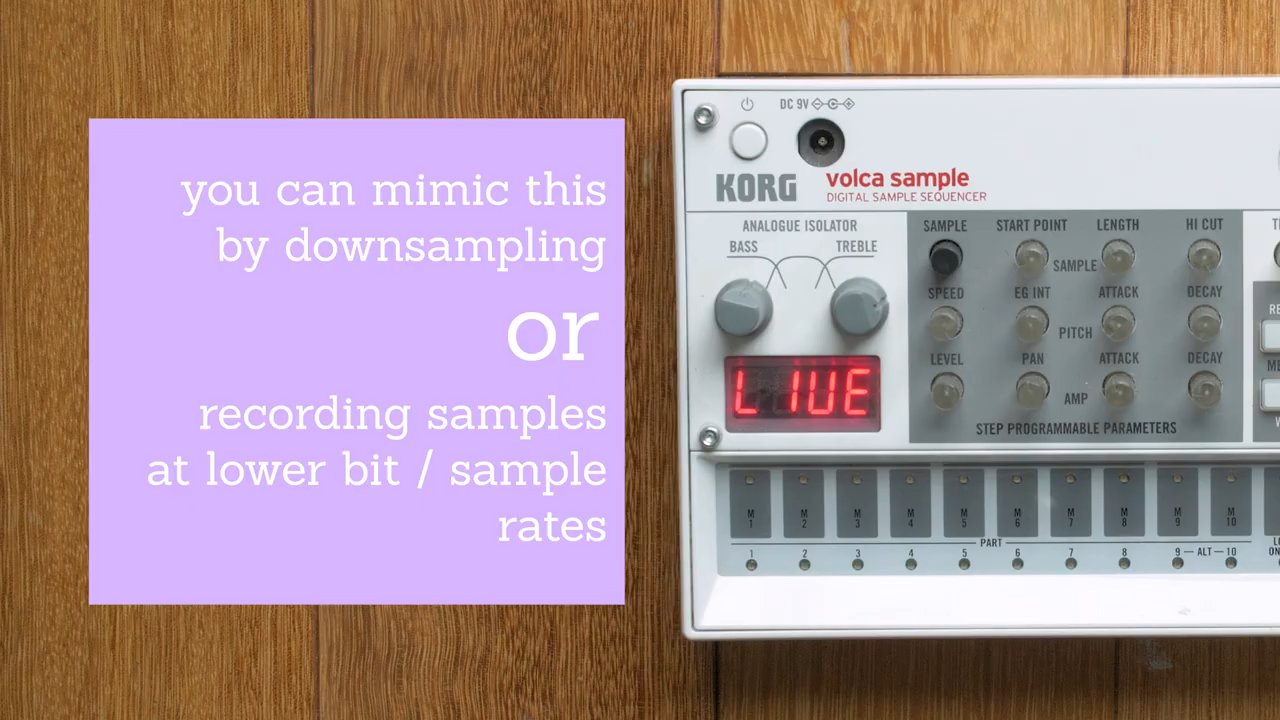 you can mimic this
by downsampling
or
recording samples
at lower bit / sample
rates
DC 9V
KORG
volca sample
DIGITAL SAMPLE SEQUENCER
ANALOGUE ISOLATOR
BASS TREBLE
LIVE
SAMPLE START POINT LENGTH HI CUT
SAMPLE
SPEED EG INT ATTACK DECAY
PITCH
LEVEL PAN ATTACK DECAY
AMP
STEP PROGRAMMABLE PARAMETERS
M M M M M M M M M M
1 2 3 4 5 6 7 8 9 10
PART
1 2 3 4 5 6 7 8 9 ALT 10